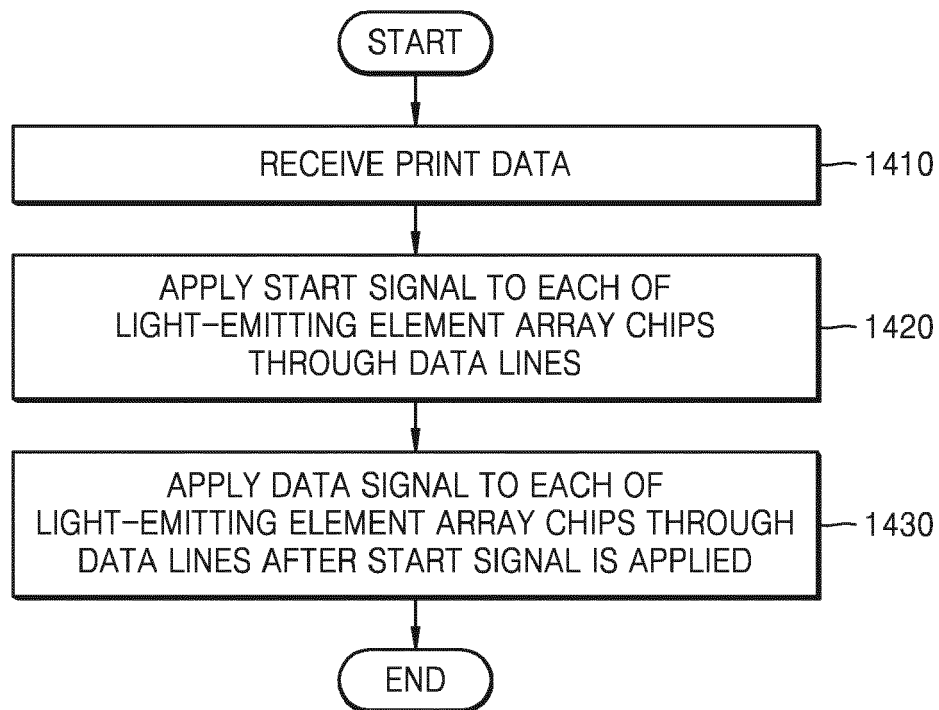 START
RECEIVE PRINT DATA
1410
APPLY START SIGNAL TO EACH OF
LIGHT-EMITTING ELEMENT ARRAY CHIPS
THROUGH DATA LINES
1420
APPLY DATA SIGNAL TO EACH OF
LIGHT-EMITTING ELEMENT ARRAY CHIPS THROUGH
DATA LINES AFTER START SIGNAL IS APPLIED
1430
END